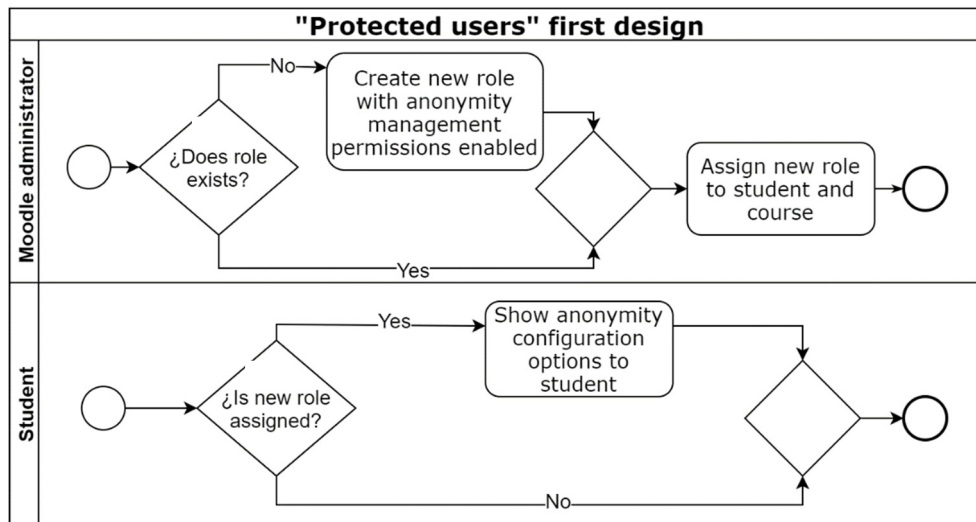 "Protected users" first design
Moodle administrator
No
Create new role
with anonymity
management
permissions enabled
¿Does role
exists?
Assign new role
to student and
course
Yes
Student
Yes
Show anonymity
configuration
options to
student
¿Is new role
assigned?
No